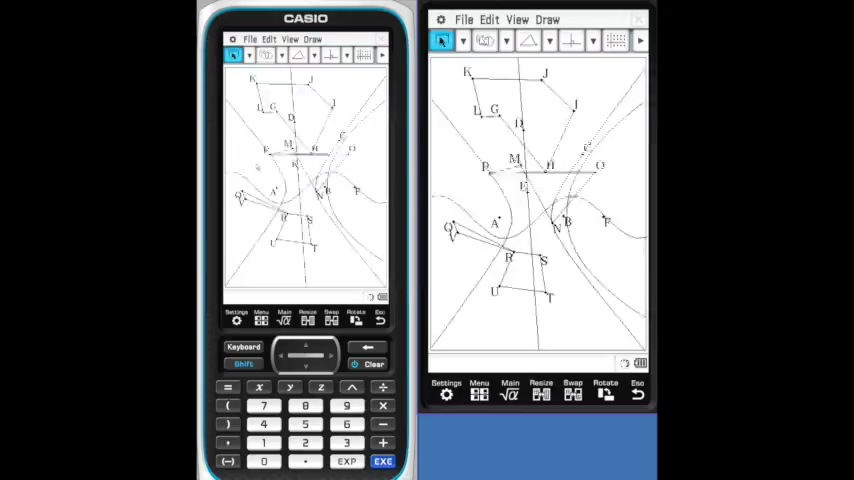 CASIO
File Edit View Draw
K J
I
L G
D
C
M
P H O
E
N B
A F
Q
V
R S
U T
Settings Menu Main Resize Swap Rotate Esc
Keyboard
Shift Clear
= x y z ^ ÷
( 7 8 9 ×
) 4 5 6 −
, 1 2 3 +
(−) 0 . EXP EXE
File Edit View Draw
K J
I
L G
D
C
M H O
P
E
A N B F
Q
V
R S
U T
Settings Menu Main Resize Swap Rotate Esc